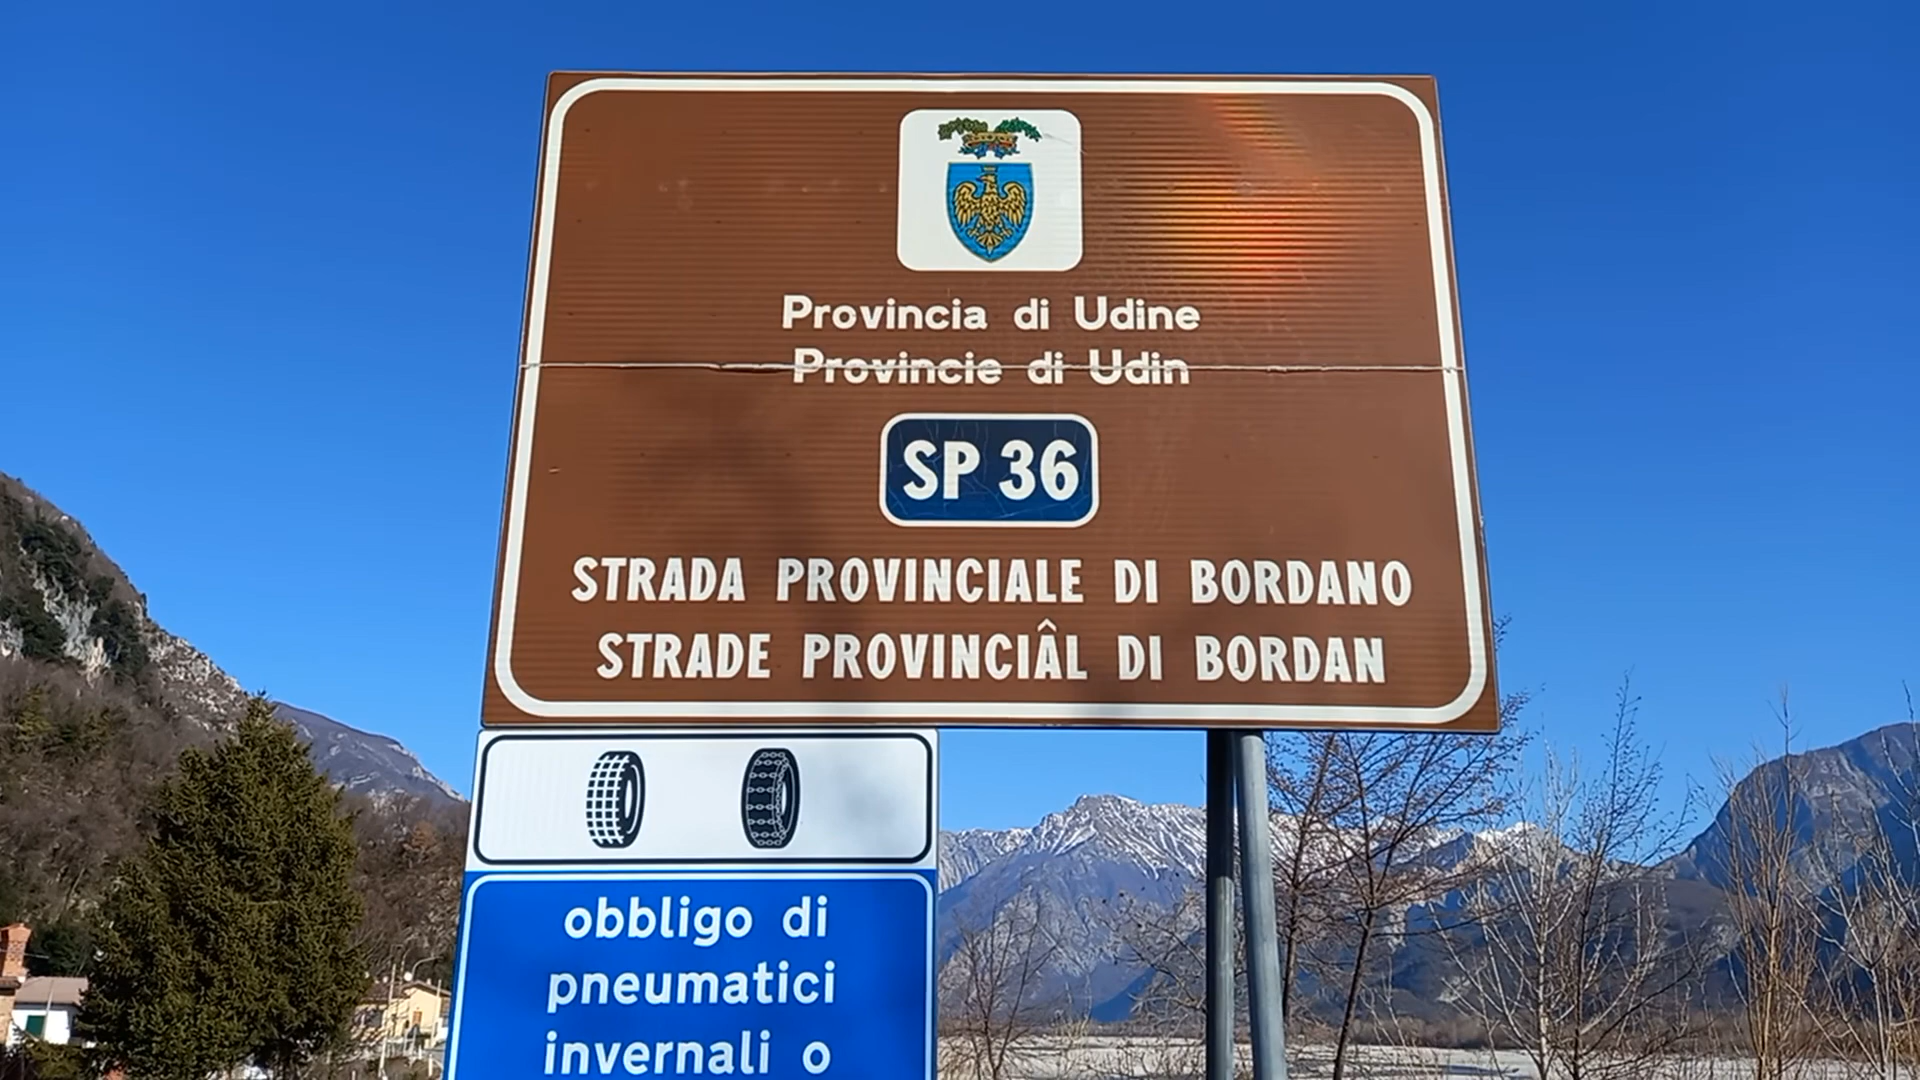 Provincia di Udine
Provincie di Udin
SP 36
STRADA PROVINCIALE DI BORDANO
STRADE PROVINCIÂL DI BORDAN
obbligo di
pneumatici
invernali o